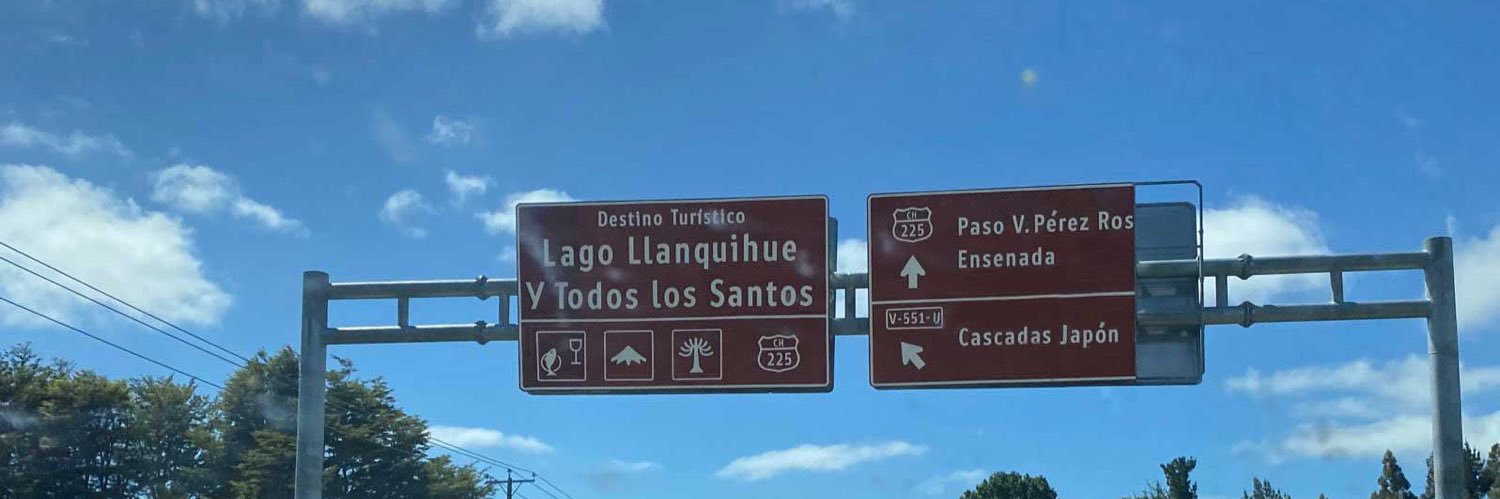 Destino Turístico
Lago Llanquihue
Y Todos los Santos
CH
225
CH
225
Paso V. Pérez Ros
Ensenada
V-551-U
Cascadas Japón